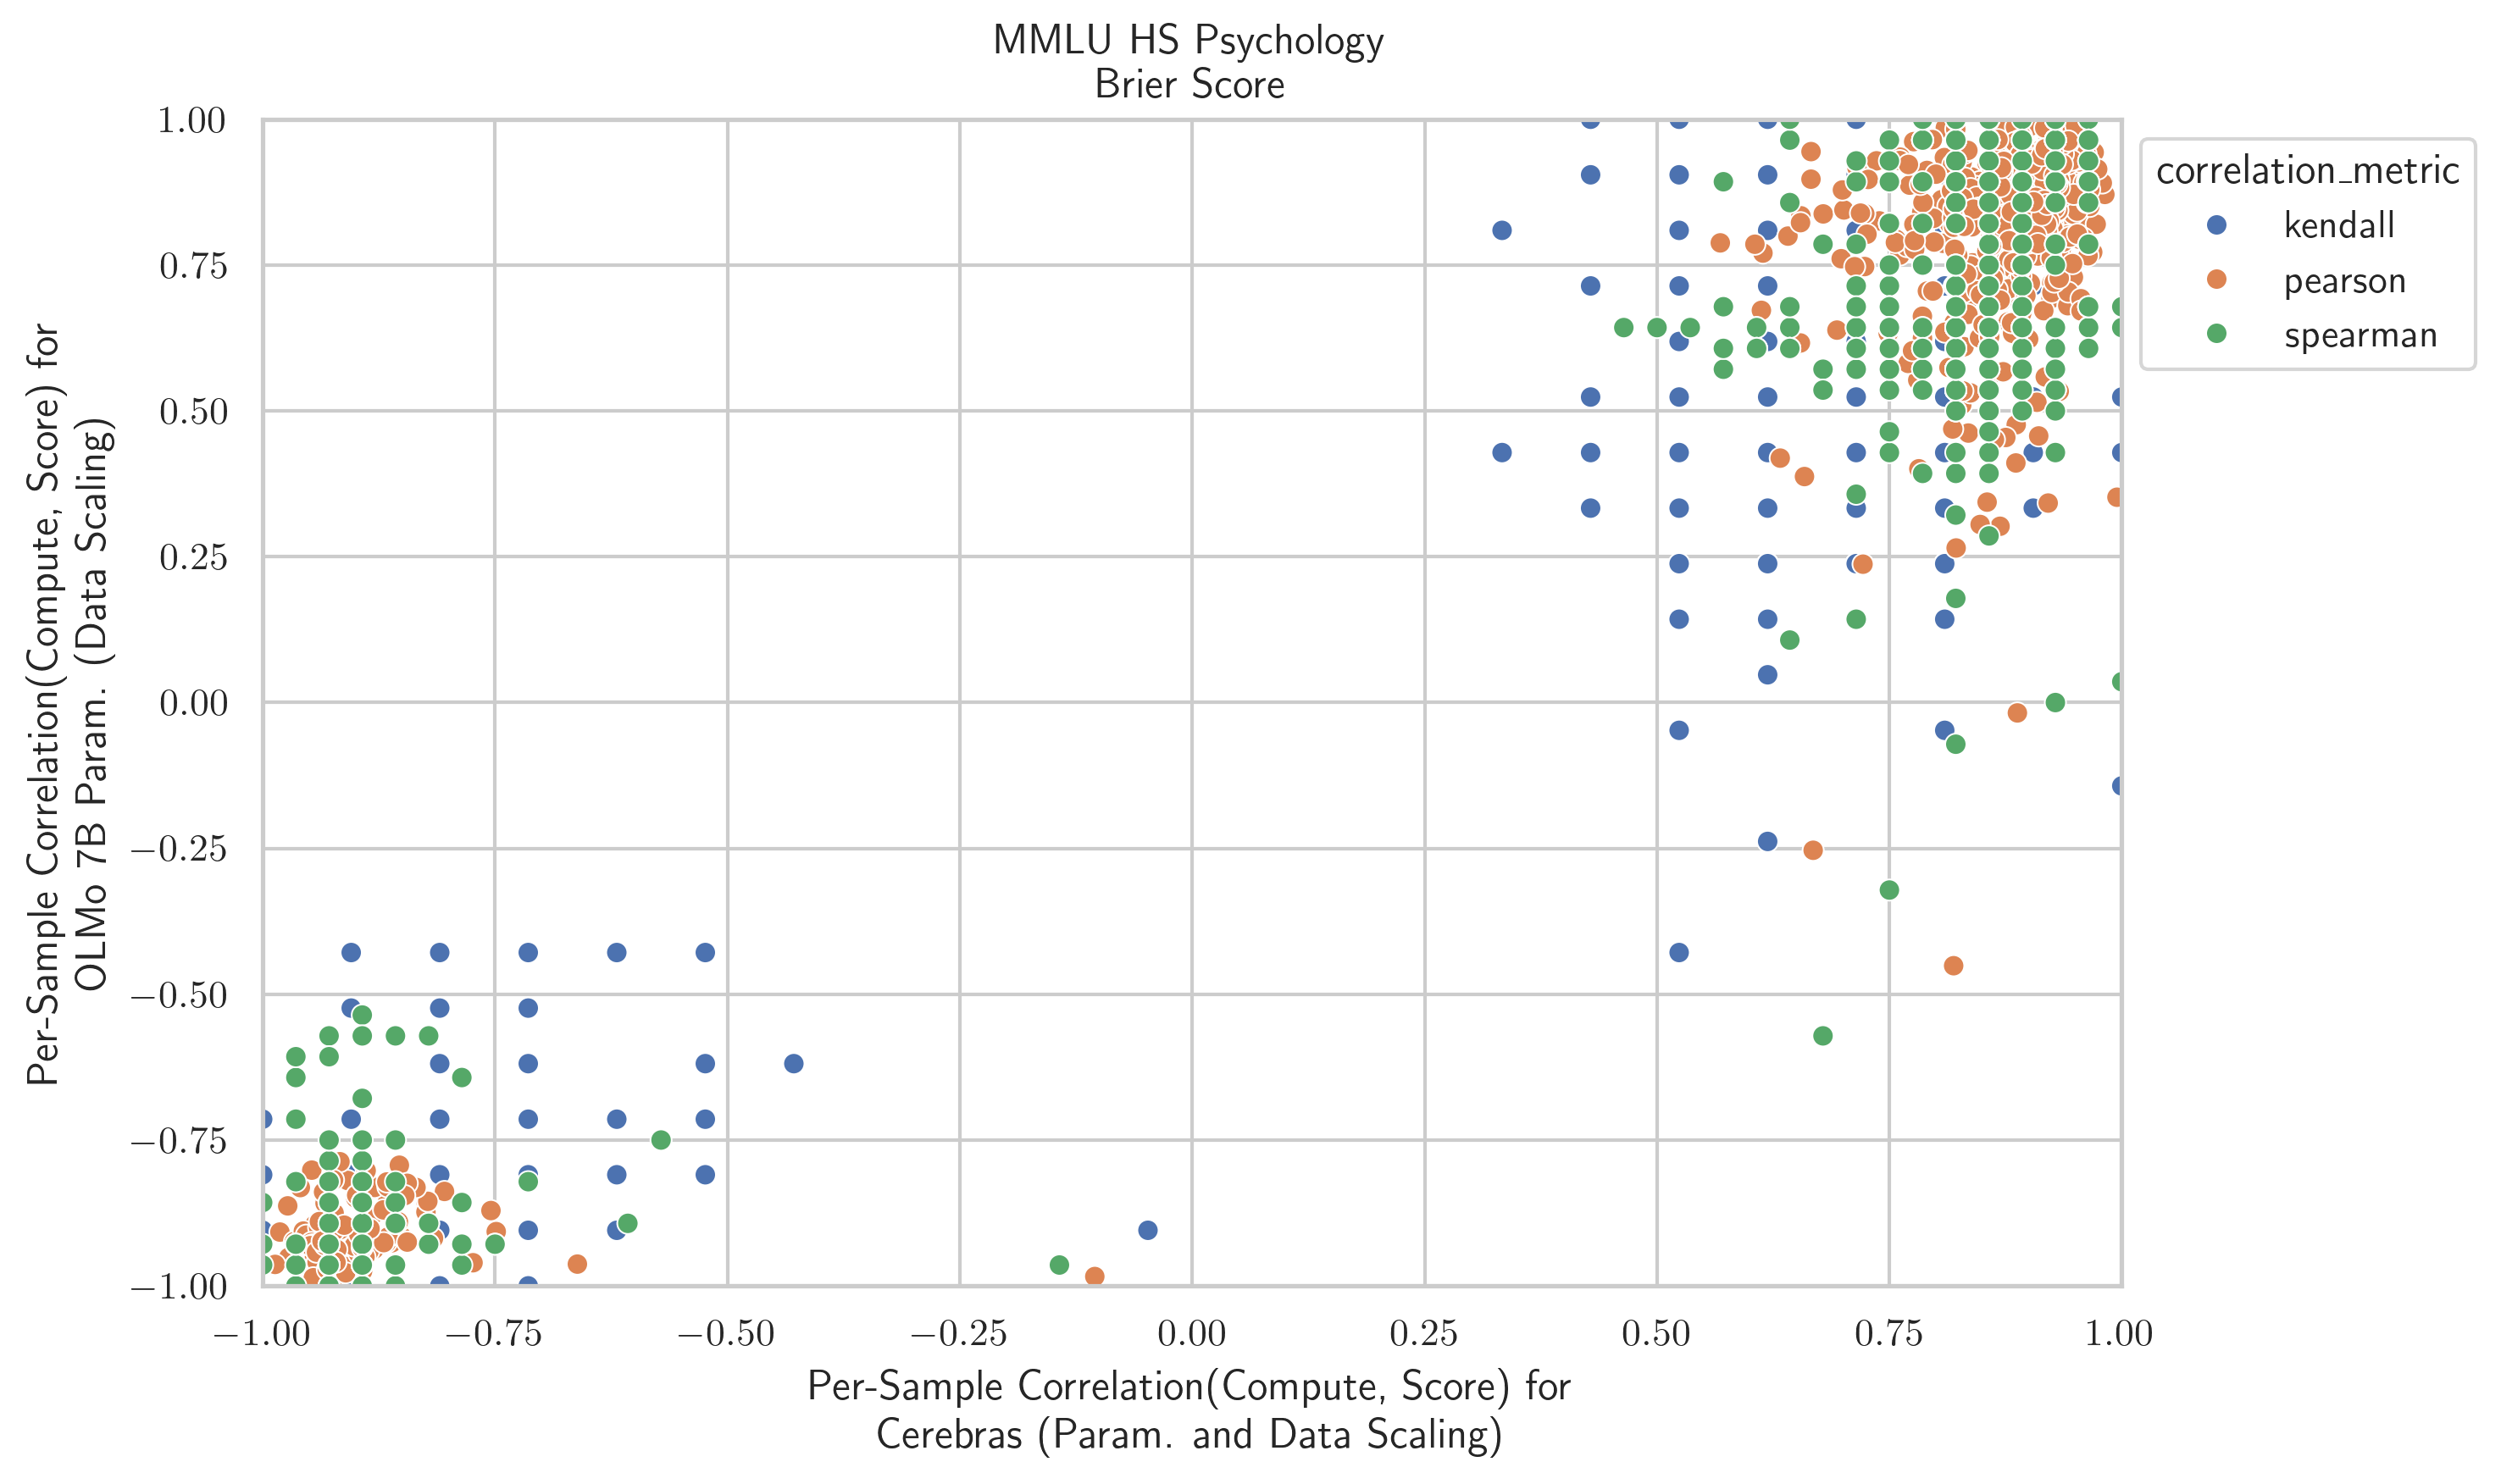 MMLU HS Psychology
Brier Score
Per-Sample Correlation(Compute, Score) for
OLMo 7B Param. (Data Scaling)
1.00
0.75
0.50
0.25
0.00
−0.25
−0.50
−0.75
−1.00
−1.00
−0.75
−0.50
−0.25
0.00
0.25
0.50
0.75
1.00
Per-Sample Correlation(Compute, Score) for
Cerebras (Param. and Data Scaling)
correlation_metric
kendall
pearson
spearman